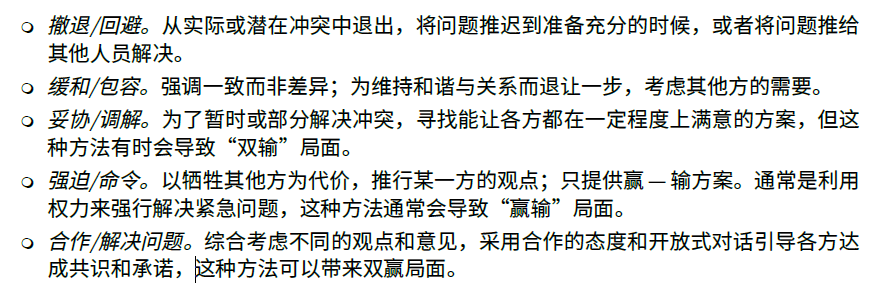 撤退/回避。从实际或潜在冲突中退出，将问题推迟到准备充分的时候，或者将问题推给
其他人员解决。
缓和/包容。强调一致而非差异；为维持和谐与关系而退让一步，考虑其他方的需要。
妥协/调解。为了暂时或部分解决冲突，寻找能让各方都在一定程度上满意的方案，但这
种方法有时会导致“双输”局面。
强迫/命令。以牺牲其他方为代价，推行某一方的观点；只提供赢 — 输方案。通常是利用
权力来强行解决紧急问题，这种方法通常会导致“赢输”局面。
合作/解决问题。综合考虑不同的观点和意见，采用合作的态度和开放式对话引导各方达
成共识和承诺，这种方法可以带来双赢局面。